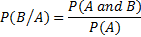 P(B/A) = P(A and B) / P(A)